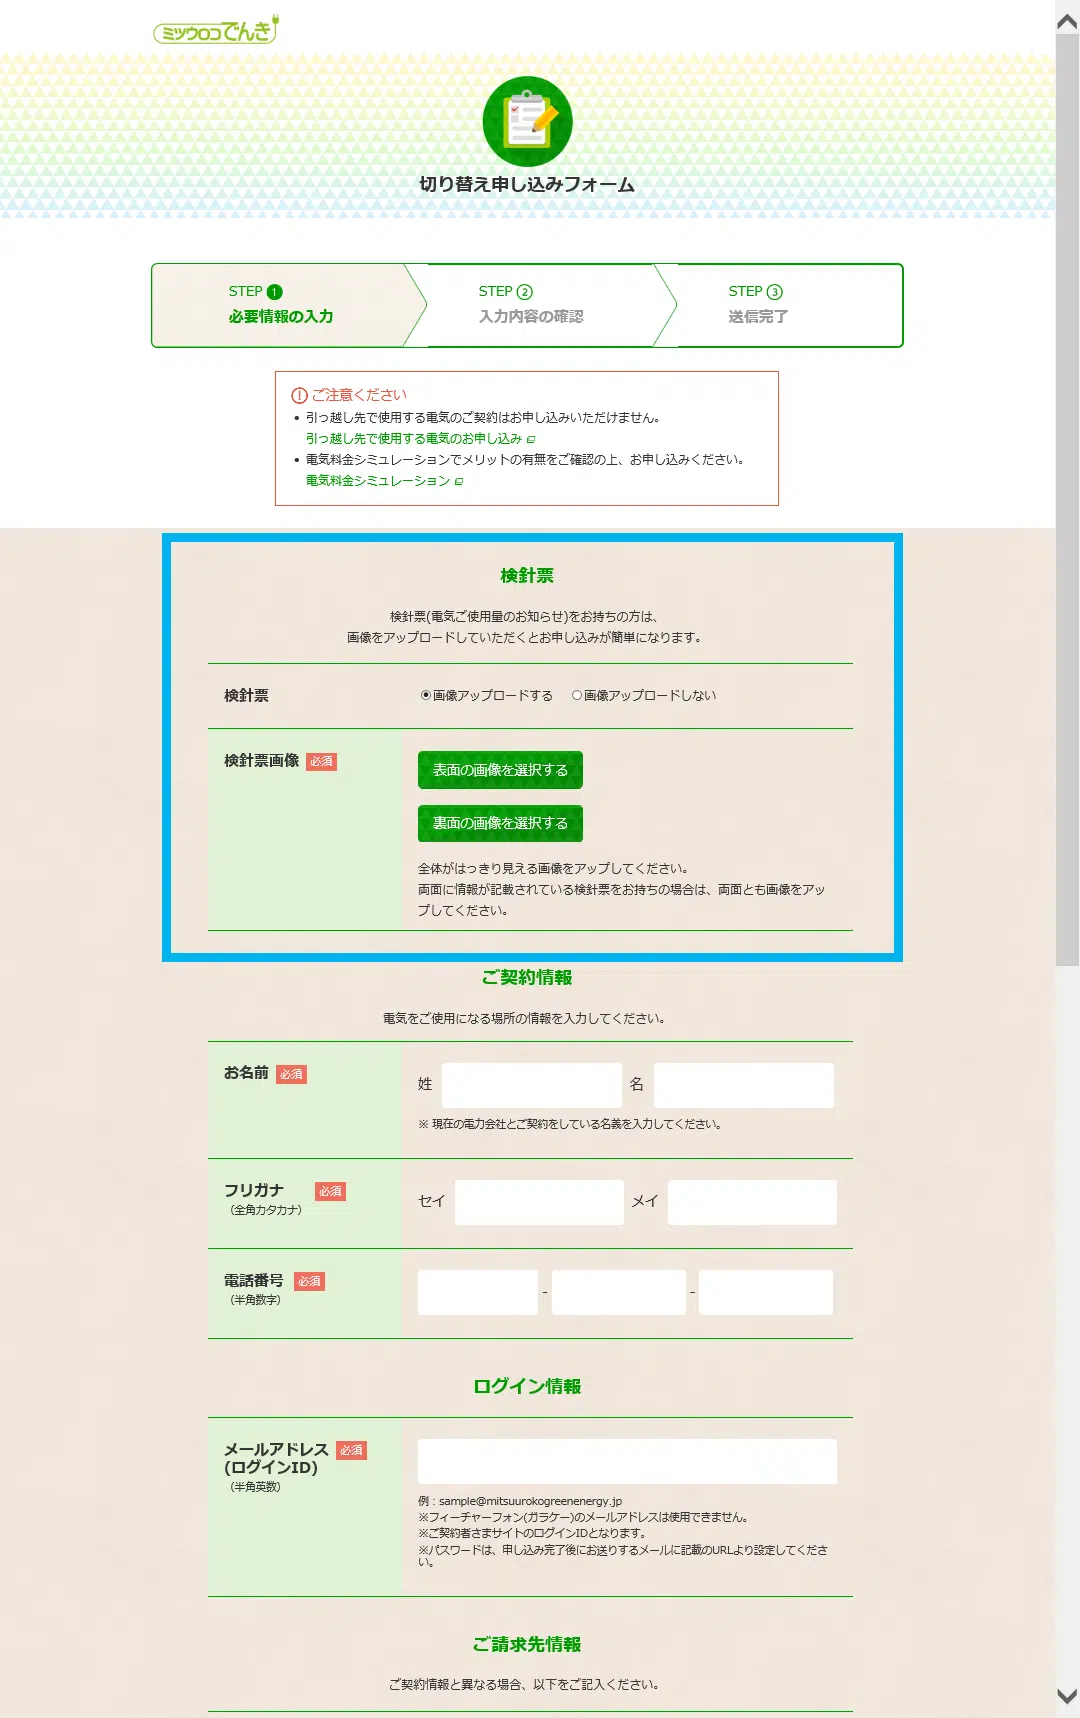 ミツウロコでんき
切り替え申し込みフォーム
STEP 1
必要情報の入力
STEP 2
入力内容の確認
STEP 3
送信完了
ご注意ください
• 引っ越し先で使用する電気のご契約はお申し込みいただけません。
引っ越し先で使用する電気のお申し込み
• 電気料金シミュレーションでメリットの有無をご確認の上、お申し込みください。
電気料金シミュレーション
検針票
検針票(電気ご使用量のお知らせ)をお持ちの方は、
画像をアップロードしていただくとお申し込みが簡単になります。
検針票
画像アップロードする 画像アップロードしない
検針票画像 必須
表面の画像を選択する
裏面の画像を選択する
全体がはっきり見える画像をアップしてください。
両面に情報が記載されている検針票をお持ちの場合は、両面とも画像をアッ
プしてください。
ご契約情報
電気をご使用になる場所の情報を入力してください。
お名前 必須
姓 名
※ 現在の電力会社とご契約をしている名義を入力してください。
フリガナ 必須
（全角カタカナ）
セイ メイ
電話番号 必須
（半角数字）
- -
ログイン情報
メールアドレス 必須
(ログインID)
（半角英数）
例：sample@mitsuurokogreenenergy.jp
※フィーチャーフォン(ガラケー)のメールアドレスは使用できません。
※ご契約者さまサイトのログインIDとなります。
※パスワードは、申し込み完了後にお送りするメールに記載のURLより設定してくださ
い。
ご請求先情報
ご契約情報と異なる場合、以下をご記入ください。